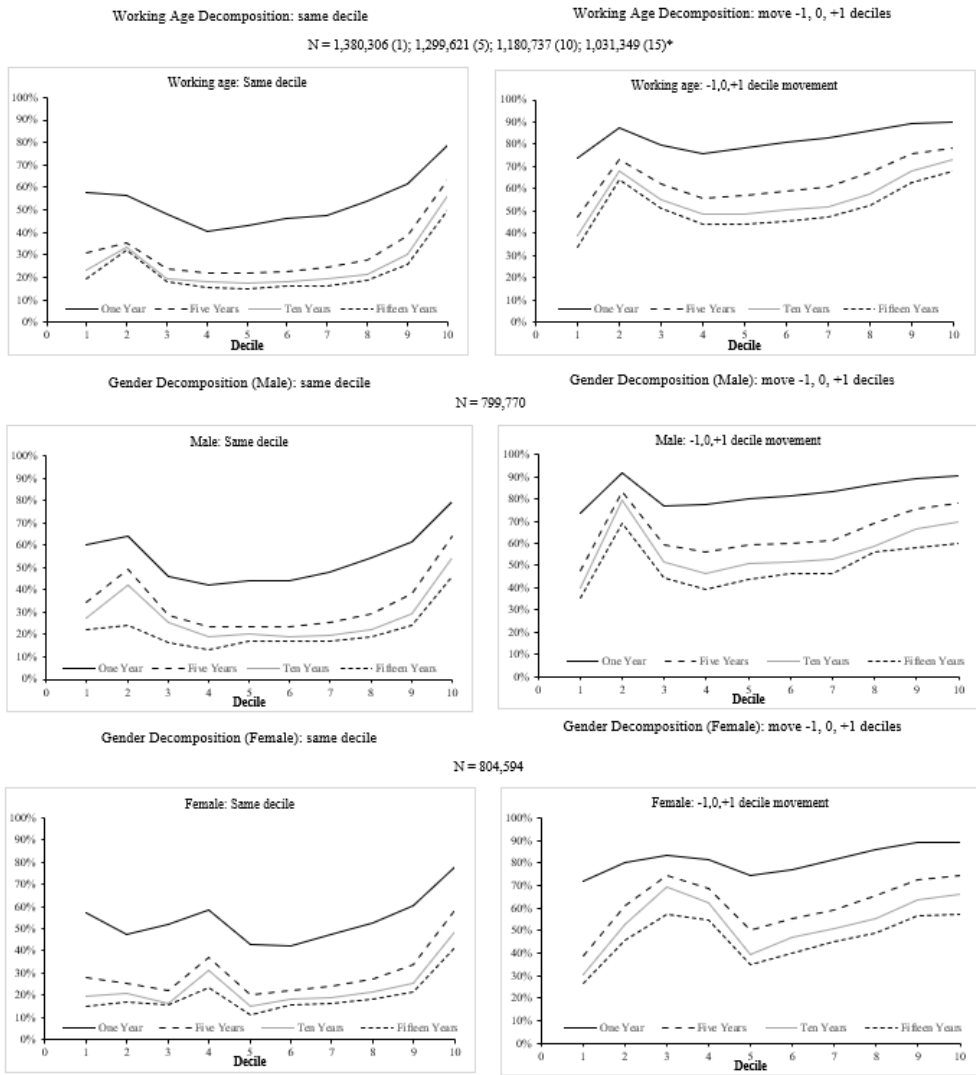 Working Age Decomposition: same decile
Working Age Decomposition: move -1, 0, +1 deciles
N = 1,380,306 (1); 1,299,621 (5); 1,180,737 (10); 1,031,349 (15)*
Working age: Same decile
100%
90%
80%
70%
60%
50%
40%
30%
20%
10%
0%
One Year Five Years Ten Years Fifteen Years
0 1 2 3 4 5 6 7 8 9 10
Decile
Working age: -1,0,+1 decile movement
100%
90%
80%
70%
60%
50%
40%
30%
20%
10%
0%
One Year Five Years Ten Years Fifteen Years
0 1 2 3 4 5 6 7 8 9 10
Decile
Gender Decomposition (Male): same decile
Gender Decomposition (Male): move -1, 0, +1 deciles
N = 799,770
Male: Same decile
100%
90%
80%
70%
60%
50%
40%
30%
20%
10%
0%
One Year Five Years Ten Years Fifteen Years
0 1 2 3 4 5 6 7 8 9 10
Decile
Male: -1,0,+1 decile movement
100%
90%
80%
70%
60%
50%
40%
30%
20%
10%
0%
One Year Five Years Ten Years Fifteen Years
0 1 2 3 4 5 6 7 8 9 10
Decile
Gender Decomposition (Female): same decile
Gender Decomposition (Female): move -1, 0, +1 deciles
N = 804,594
Female: Same decile
100%
90%
80%
70%
60%
50%
40%
30%
20%
10%
0%
One Year Five Years Ten Years Fifteen Years
0 1 2 3 4 5 6 7 8 9 10
Decile
Female: -1,0,+1 decile movement
100%
90%
80%
70%
60%
50%
40%
30%
20%
10%
0%
One Year Five Years Ten Years Fifteen Years
0 1 2 3 4 5 6 7 8 9 10
Decile